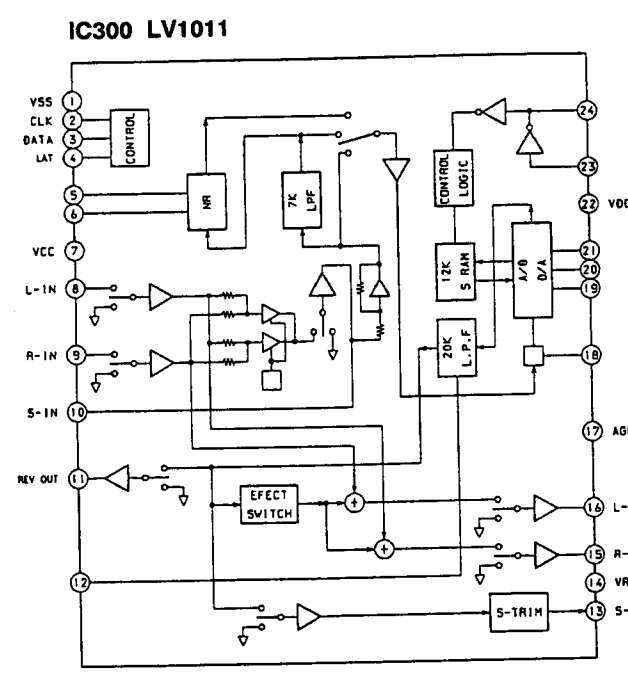 IC300 LV1011
VSS 1
CLK 2
DATA 3
LAT 4
CONTROL
5
6
NR
7K
LPF
CONTROL
LOGIC
24
23
22 VDD
VCC 7
L-IN 8
12K
S RAM
A/D
D/A
21
20
19
R-IN 9
20K
L.P.F
18
S-IN 10
17 AG
REV OUT 11
EFECT
SWITCH
+
16 L-
+
15 R-
12
14 VR
S-TRIM
13 S-